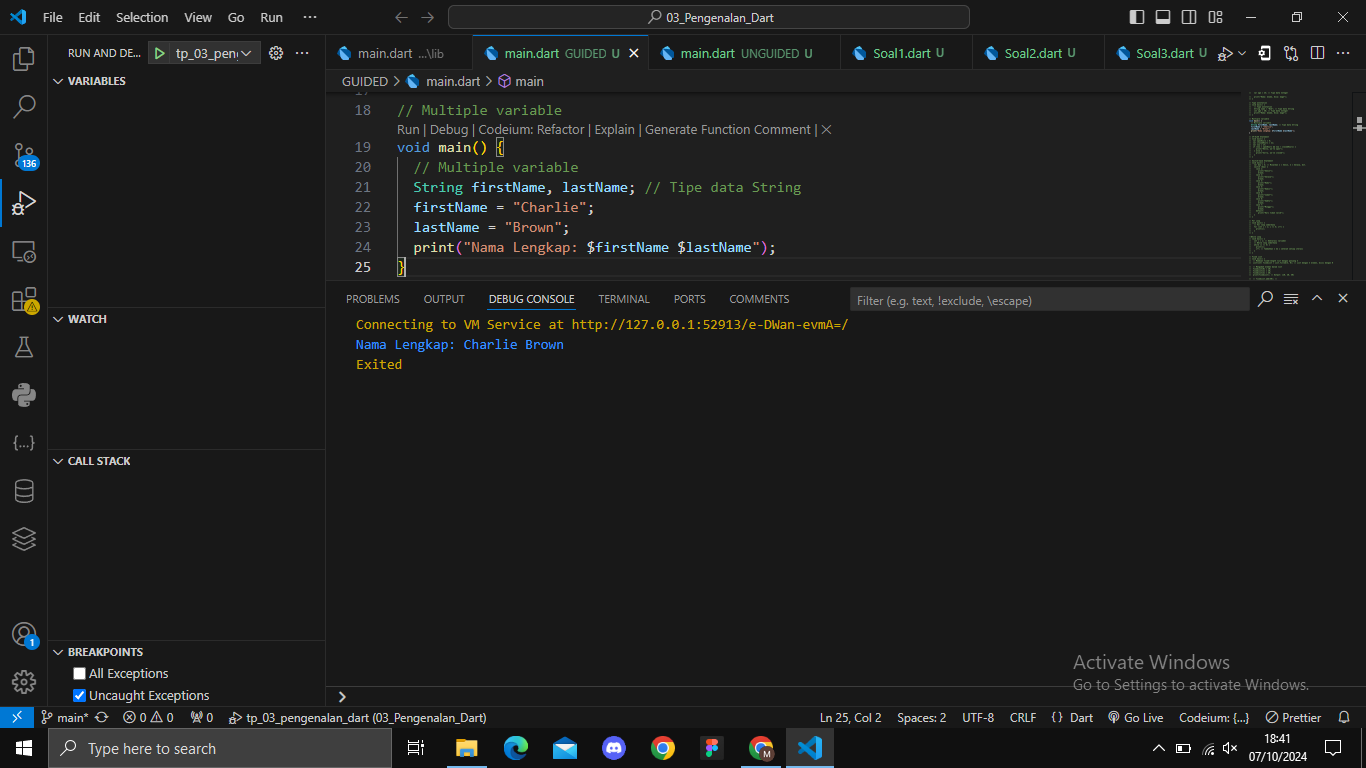 File Edit Selection View Go Run ··· 03_Pengenalan_Dart
RUN AND DE... tp_03_peng ···
main.dart ...\lib main.dart GUIDED U main.dart UNGUIDED U Soal1.dart U Soal2.dart U Soal3.dart U ···
GUIDED > main.dart > main
VARIABLES
17
18 // Multiple variable
Run | Debug | Codeium: Refactor | Explain | Generate Function Comment | ×
19 void main() {
20 // Multiple variable
21 String firstName, lastName; // Tipe data String
22 firstName = "Charlie";
23 lastName = "Brown";
24 print("Nama Lengkap: $firstName $lastName");
25 }
PROBLEMS OUTPUT DEBUG CONSOLE TERMINAL PORTS COMMENTS Filter (e.g. text, !exclude, \escape)
Connecting to VM Service at http://127.0.0.1:52913/e-DWan-evmA=/
Nama Lengkap: Charlie Brown
Exited
136
WATCH
CALL STACK
BREAKPOINTS
All Exceptions
Uncaught Exceptions
1
Activate Windows
Go to Settings to activate Windows.
main* 0 0 0 tp_03_pengenalan_dart (03_Pengenalan_Dart) Ln 25, Col 2 Spaces: 2 UTF-8 CRLF {} Dart Go Live Codeium: {...} Prettier
Type here to search
M
18:41
07/10/2024